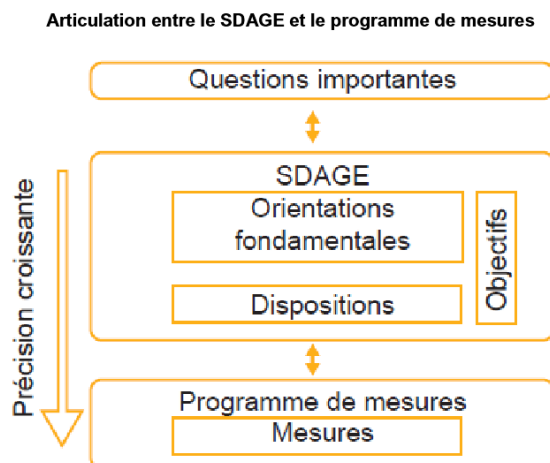 Articulation entre le SDAGE et le programme de mesures
Questions importantes
Précision croissante
SDAGE
Orientations
fondamentales
Objectifs
Dispositions
Programme de mesures
Mesures